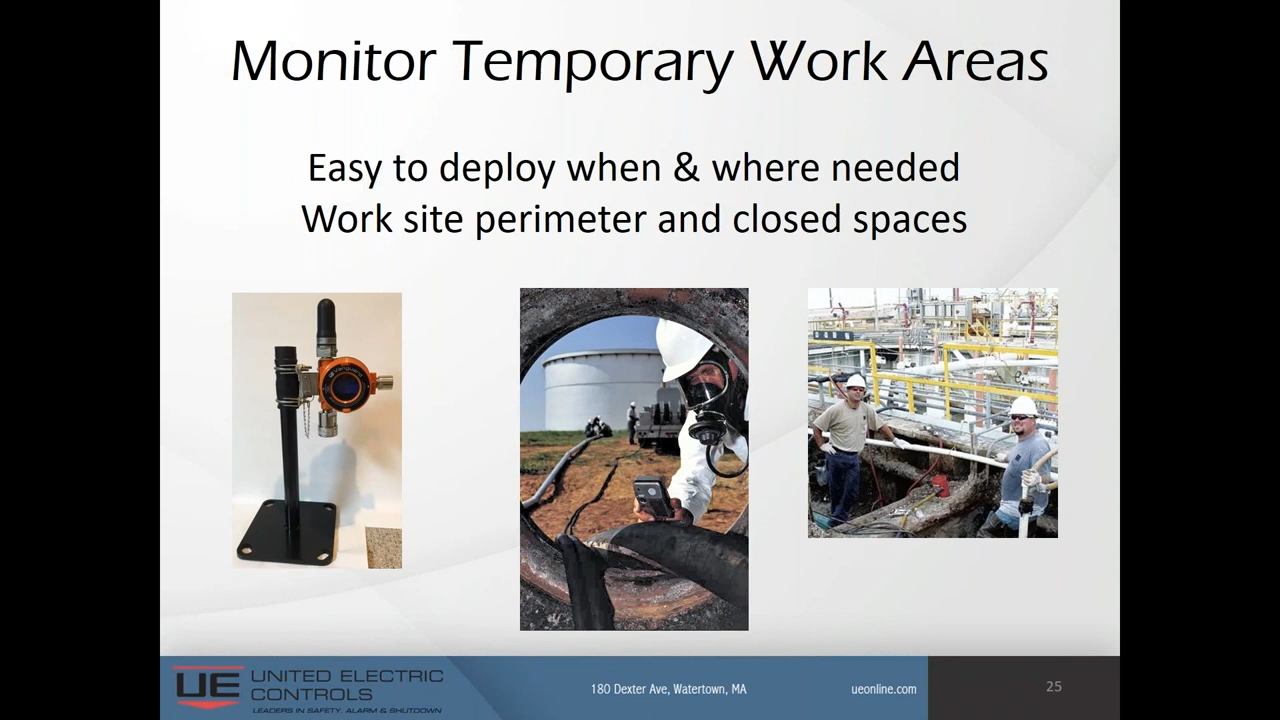 Monitor Temporary Work Areas
Easy to deploy when & where needed
Work site perimeter and closed spaces
Vanguard
UE
UNITED ELECTRIC
CONTROLS
LEADERS IN SAFETY, ALARM & SHUTDOWN
180 Dexter Ave, Watertown, MA
ueonline.com
25